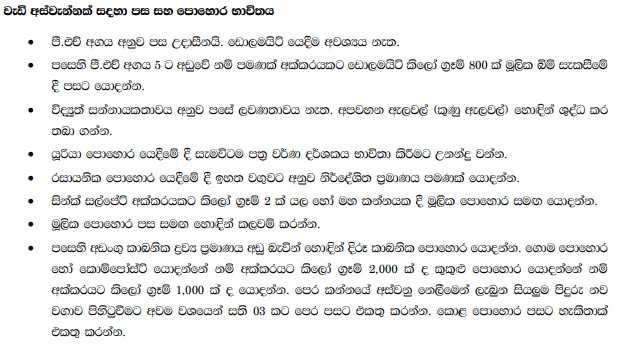 වැඩි අස්වැන්නක් සඳහා පස සහ පොහොර භාවිතය
• පී.එච් අගය අනුව පස උදාසීනයි. ඩොලමයිට් යෙදීම අවශ්‍යය නැත.
• පසෙහි පී.එච් අගය 5 ට අඩුවේ නම් පමණක් අක්කරයකට ඩොලමයිට් කිලෝ ග්‍රෑම් 800 ක් මූලික බිම් සැකසීමේ
දී පසට යොදන්න.
• විද්‍යුත් සන්නායකතාවය අනුව පසේ ලවණතාවය නැත. අපවහන ඇලවල් (කුණු ඇලවල්) හොඳින් ශුද්ධ කර
තබා ගන්න.
• යූරියා පොහොර යෙදීමේ දී සැමවිටම පත්‍ර වර්ණ දර්ශකය භාවිතා කිරීමට උනන්දු වන්න.
• රසායනික පොහොර යෙදීමේ දී ඉහත වගුවට අනුව නිර්දේශිත ප්‍රමාණය පමණක් යොදන්න.
• සින්ක් සල්පේට් අක්කරයකට කිලෝ ග්‍රෑම් 2 ක් යල හෝ මහ කන්නයක දී මූලික පොහොර සමඟ යොදන්න.
• මූලික පොහොර පස සමඟ හොඳින් කලවම් කරන්න.
• පසෙහි අඩංගු කාබනික ද්‍රව්‍ය ප්‍රමාණය අඩු බැවින් හොඳින් දිරූ කාබනික පොහොර යොදන්න. ගොම පොහොර
හෝ කොම්පෝස්ට් යොදන්නේ නම් අක්කරයට කිලෝ ග්‍රෑම් 2,000 ක් ද කුකුළු පොහොර යොදන්නේ නම්
අක්කරයට කිලෝ ග්‍රෑම් 1,000 ක් ද යොදන්න. පෙර කන්නයේ අස්වනු නෙලීමෙන් ලැබුන සියලුම පිදුරු නව
වගාව පිහිටුවීමට අවම වශයෙන් සති 03 කට පෙර පසට එකතු කරන්න. කොළ පොහොර පසට හැකිතාක්
එකතු කරන්න.